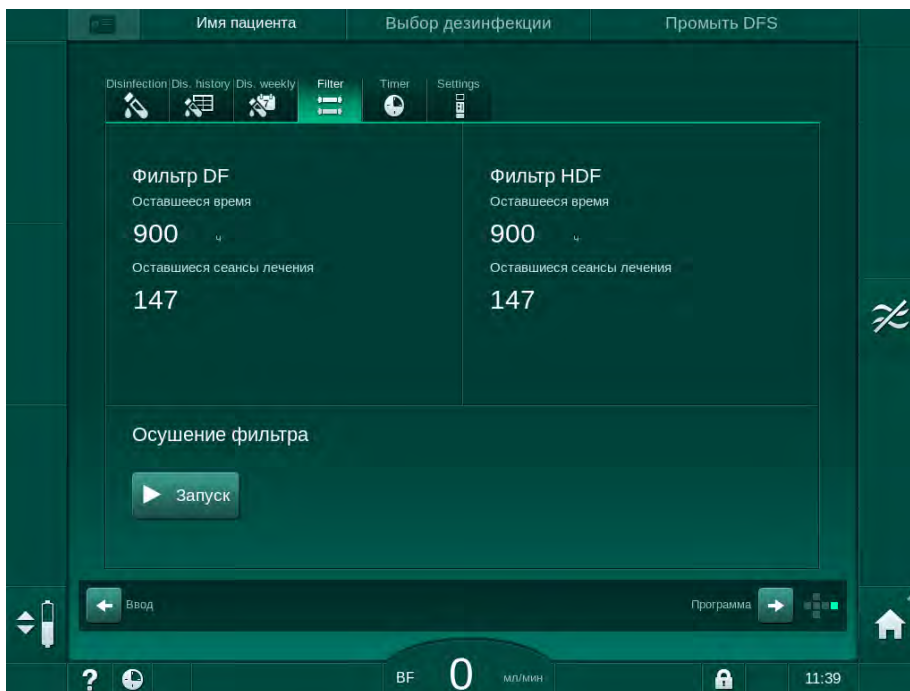 Имя пациента Выбор дезинфекции Промыть DFS
Disinfection Dis. history Dis. weekly Filter Timer Settings
7
Фильтр DF
Оставшееся время
900 ч
Оставшиеся сеансы лечения
147
Фильтр HDF
Оставшееся время
900 ч
Оставшиеся сеансы лечения
147
Осушение фильтра
Запуск
Ввод Программа
? BF 0 мл/мин 11:39